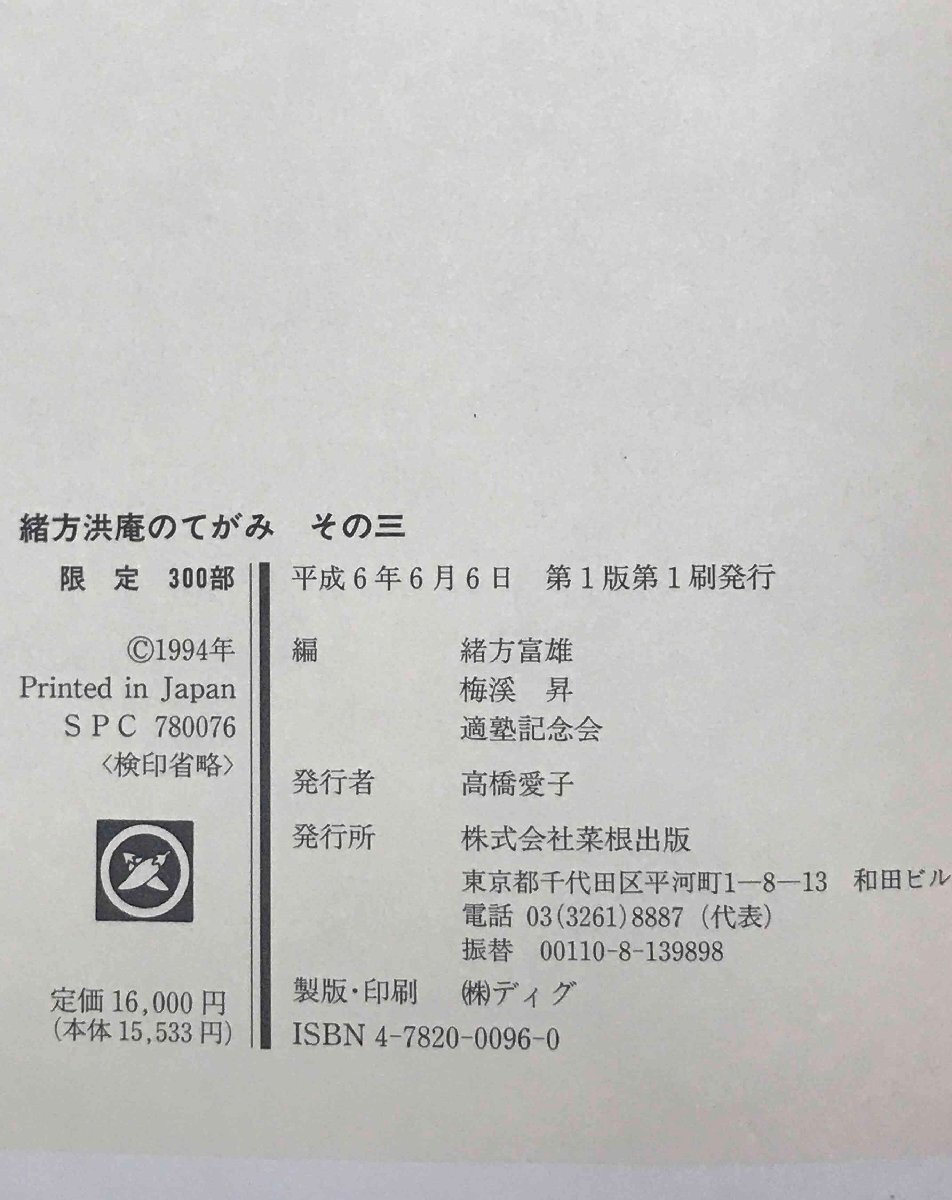 緒方洪庵のてがみ　その三
限　定　300部
©1994年
Printed in Japan
ＳＰＣ 780076
〈検印省略〉
定価 16,000 円
（本体 15,533 円）
平成６年６月６日　第１版第１刷発行
編　緒方富雄
梅溪　昇
適塾記念会
発行者　高橋愛子
発行所　株式会社菜根出版
東京都千代田区平河町1―8―13　和田ビル
電話 03(3261)8887（代表）
振替　00110-8-139898
製版・印刷　㈱ディグ
ISBN 4-7820-0096-0